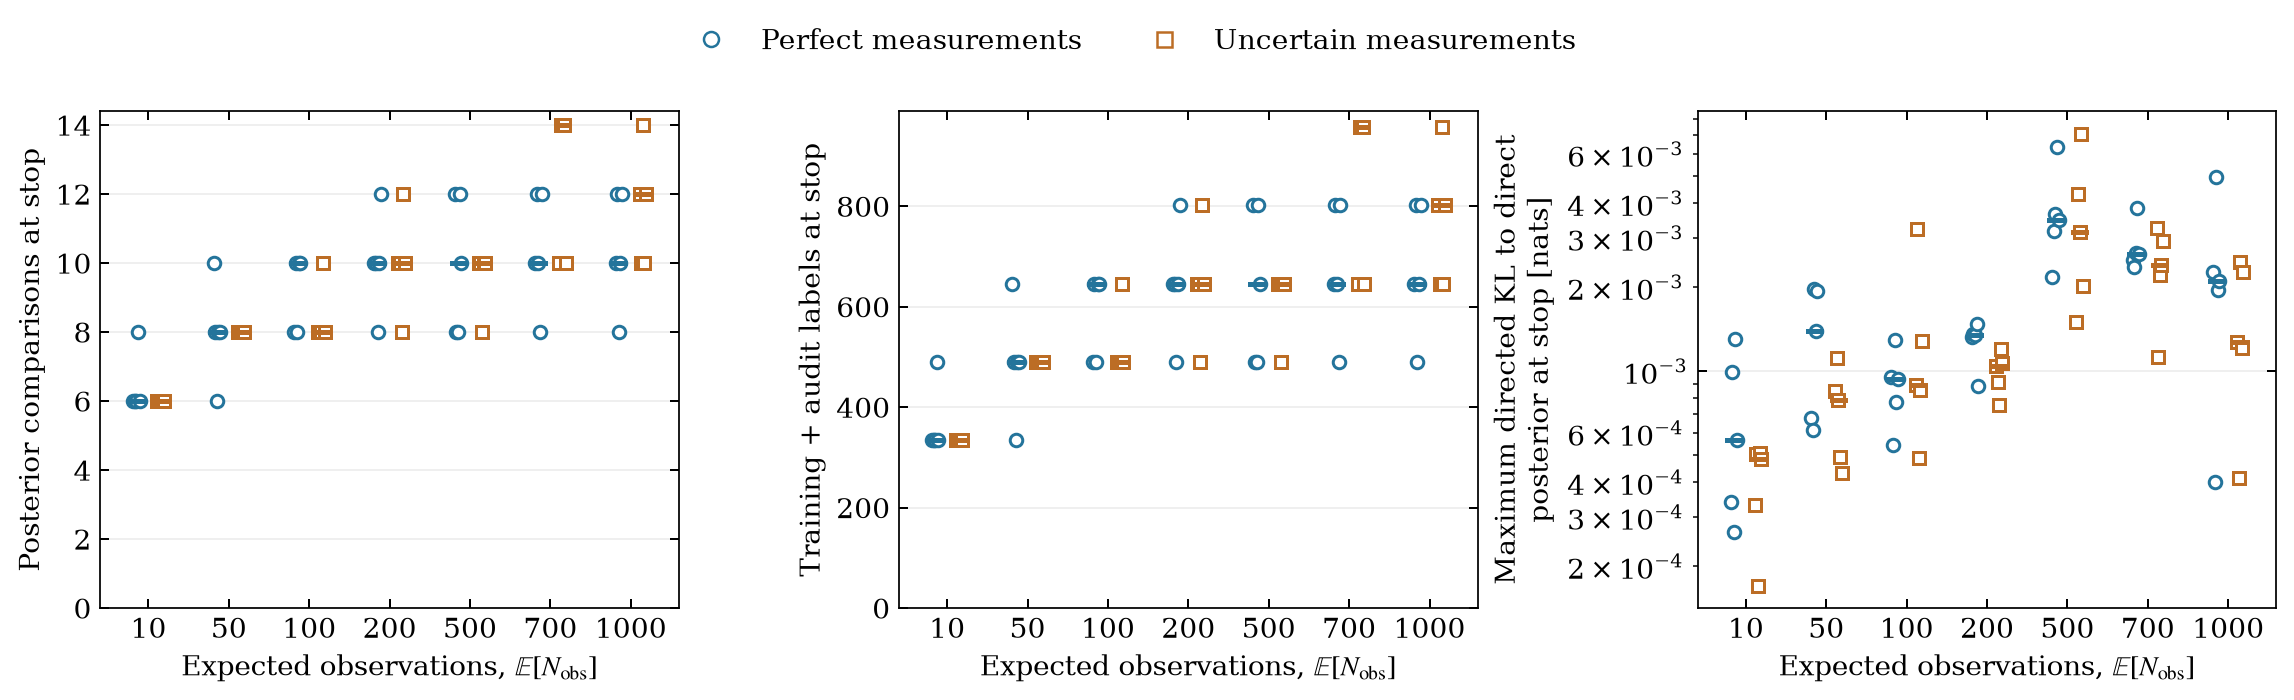 Perfect measurements
Uncertain measurements
Posterior comparisons at stop
14
12
10
8
6
4
2
0
10 50 100 200 500 700 1000
Expected observations, 𝔼[N_obs]
Training + audit labels at stop
800
600
400
200
0
10 50 100 200 500 700 1000
Expected observations, 𝔼[N_obs]
Maximum directed KL to direct
posterior at stop [nats]
6 × 10⁻³
4 × 10⁻³
3 × 10⁻³
2 × 10⁻³
10⁻³
6 × 10⁻⁴
4 × 10⁻⁴
3 × 10⁻⁴
2 × 10⁻⁴
10 50 100 200 500 700 1000
Expected observations, 𝔼[N_obs]